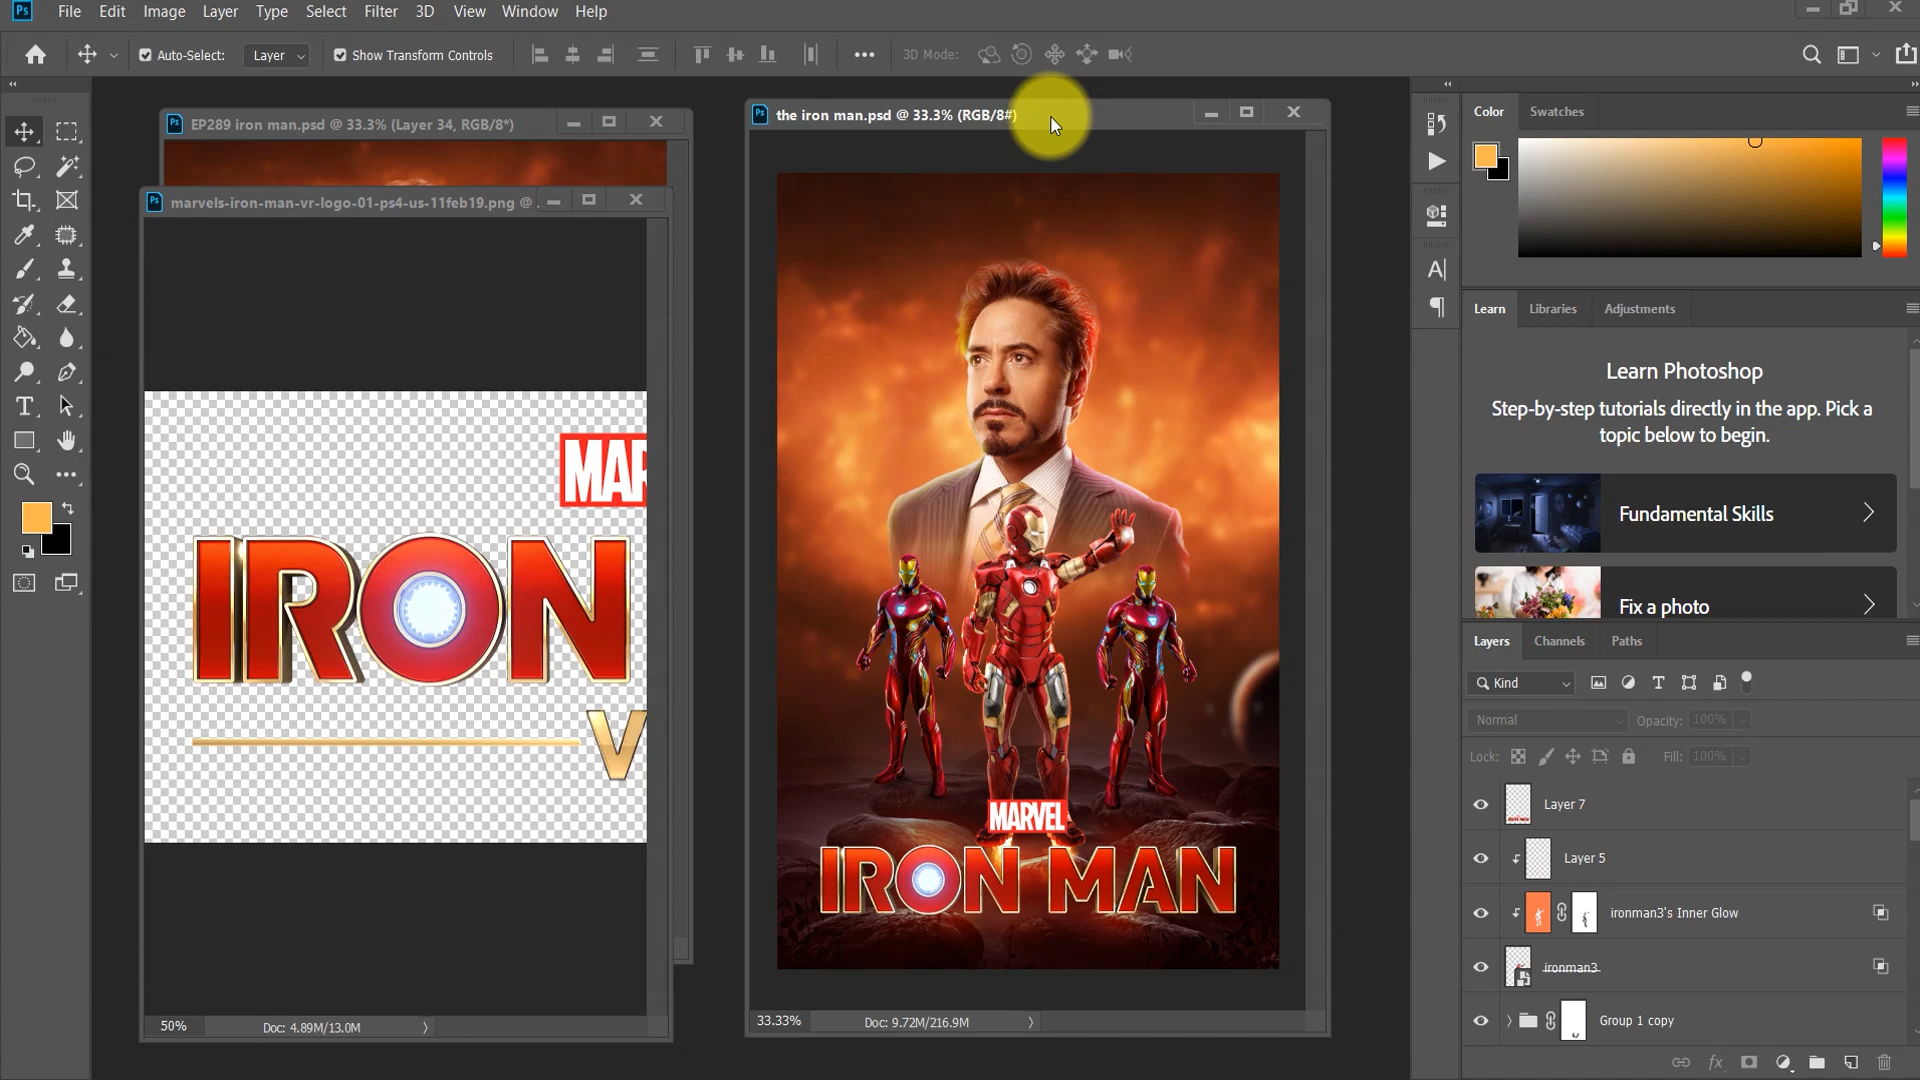 Ps File Edit Image Layer Type Select Filter 3D View Window Help
Auto-Select: Layer Show Transform Controls 3D Mode:
Ps EP289 iron man.psd @ 33.3% (Layer 34, RGB/8*)
Ps marvels-iron-man-vr-logo-01-ps4-us-11feb19.png @ .
MAR
IRON
V
50% Doc: 4.89M/13.0M
Ps the iron man.psd @ 33.3% (RGB/8#)
MARVEL
IRON MAN
33.33% Doc: 9.72M/216.9M
Color Swatches
Learn Libraries Adjustments
Learn Photoshop
Step-by-step tutorials directly in the app. Pick a
topic below to begin.
Fundamental Skills
Fix a photo
Layers Channels Paths
Kind
Normal Opacity: 100%
Lock: Fill: 100%
Layer 7
Layer 5
ironman3's Inner Glow
ironman3
Group 1 copy
fx